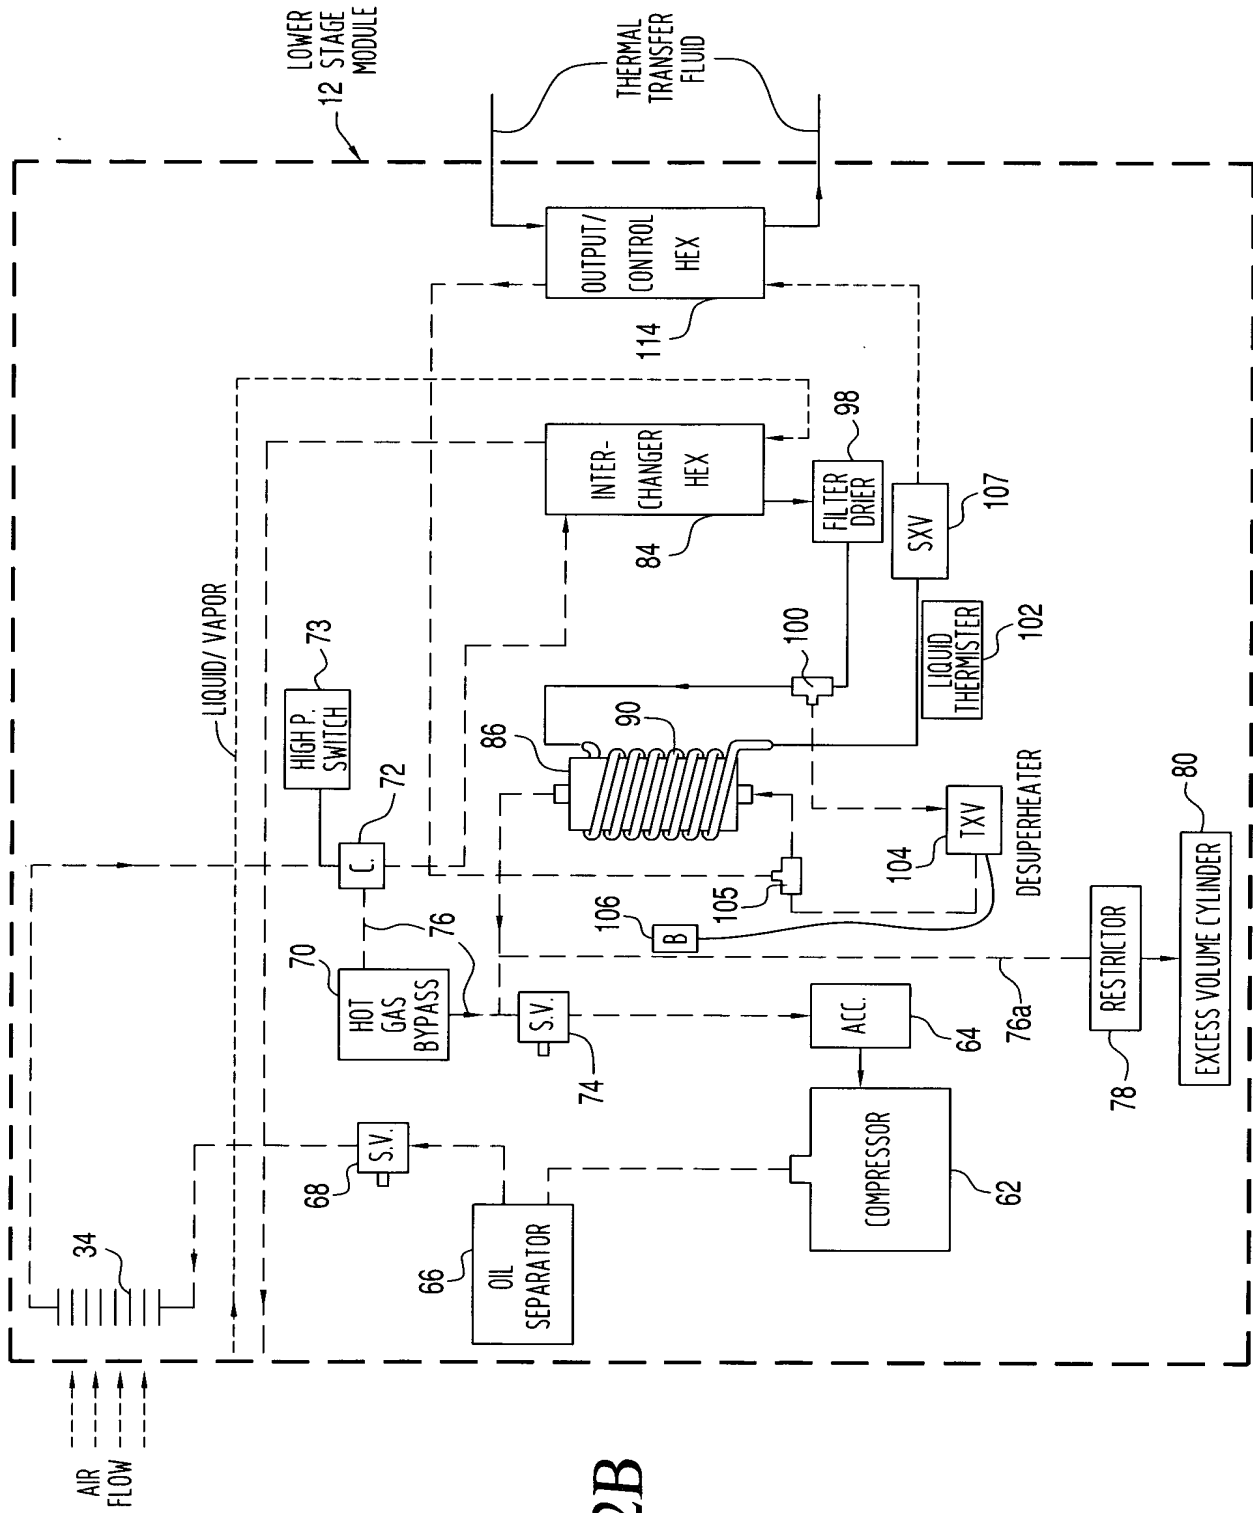 LOWER
12 STAGE
MODULE
THERMAL
TRANSFER
FLUID
AIR
FLOW
34
LIQUID/VAPOR
HIGH P.
SWITCH
73
C.
72
HOT
GAS
BYPASS
70
76
S.V.
68
S.V.
74
OIL
SEPARATOR
66
COMPRESSOR
62
ACC.
64
OUTPUT/
CONTROL
HEX
114
INTER-
CHANGER
HEX
84
FILTER
DRIER
98
SXV
107
LIQUID
THERMISTER
102
100
86
90
105
B
106
TXV
104
DESUPERHEATER
76a
RESTRICTOR
78
EXCESS VOLUME CYLINDER
80
2B